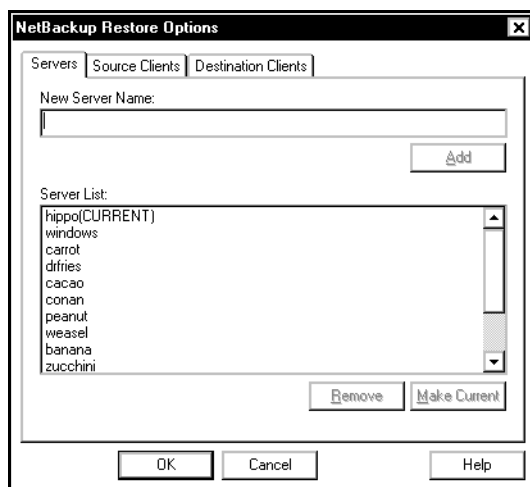 NetBackup Restore Options
Servers Source Clients Destination Clients
New Server Name:
Add
Server List:
hippo(CURRENT)
windows
carrot
drfries
cacao
conan
peanut
weasel
banana
zucchini
Remove Make Current
OK Cancel Help